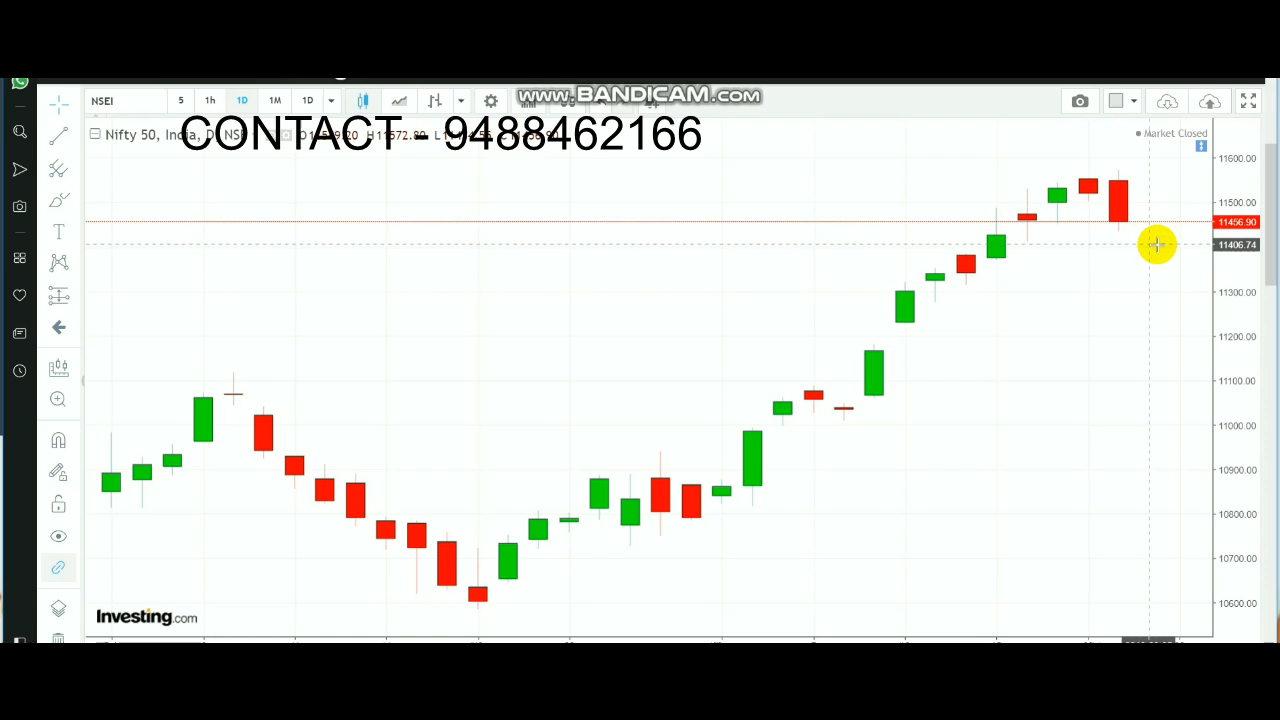 www.BANDICAM.com
NSEI 5 1h 1D 1M 1D
CONTACT - 9488462166
Nifty 50, India, D, NSE
Market Closed
11600.00
11500.00
11456.90
11406.74
11300.00
11200.00
11100.00
11000.00
10900.00
10800.00
10700.00
10600.00
Investing.com